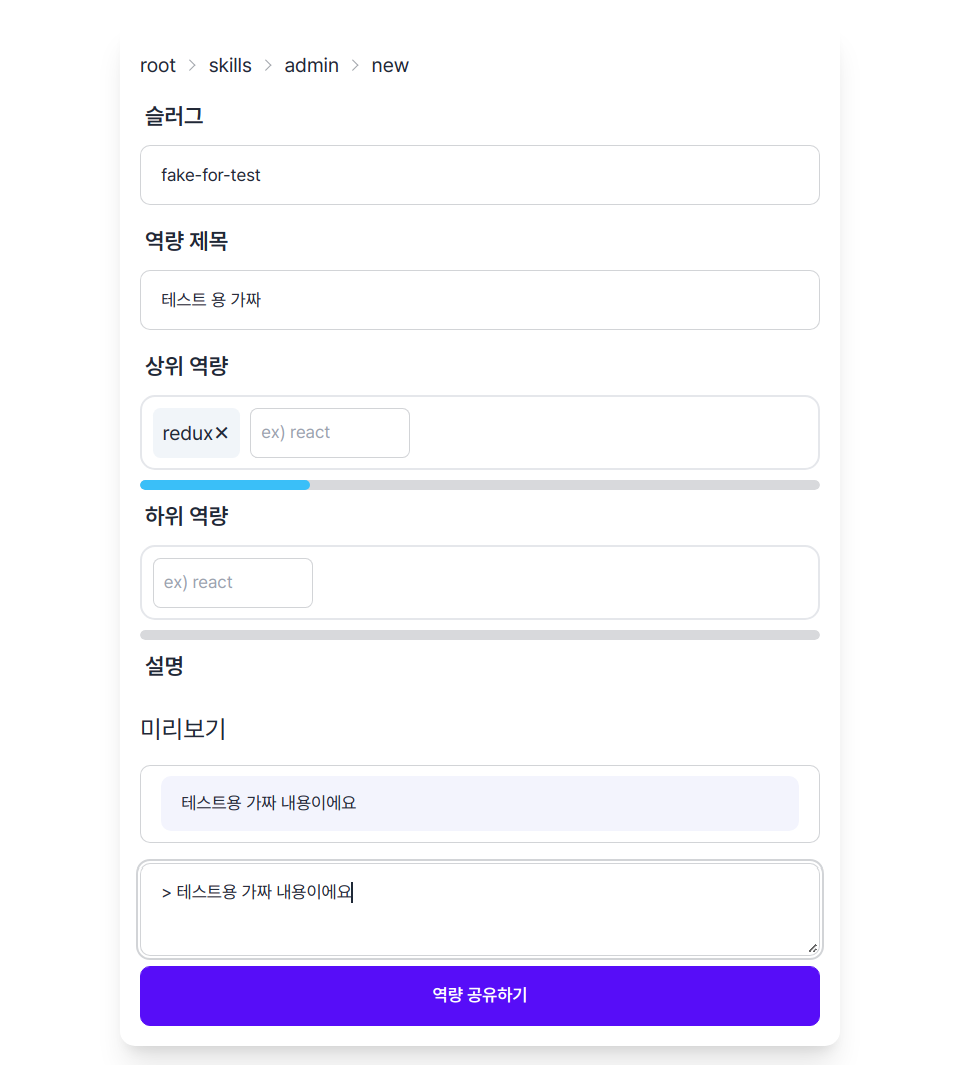 root > skills > admin > new
슬러그
fake-for-test
역량 제목
테스트 용 가짜
상위 역량
redux✕ ex) react
하위 역량
ex) react
설명
미리보기
테스트용 가짜 내용이에요
> 테스트용 가짜 내용이에요
역량 공유하기